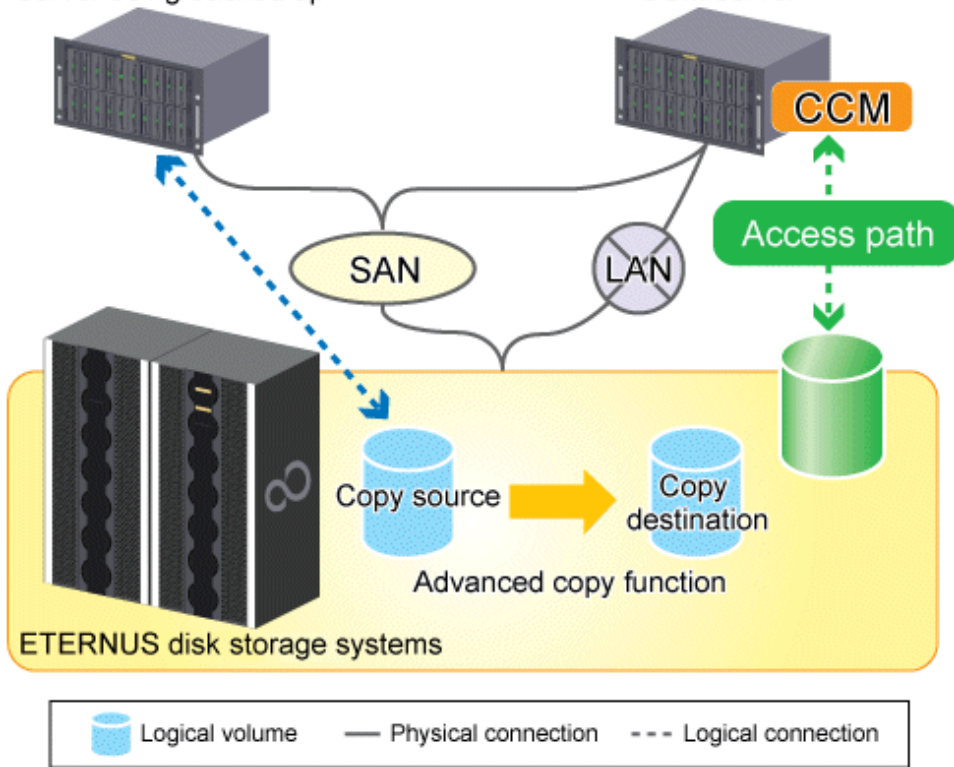 CCM
Access path
SAN
LAN
Copy source
Copy
destination
Advanced copy function
ETERNUS disk storage systems
Logical volume
Physical connection
Logical connection